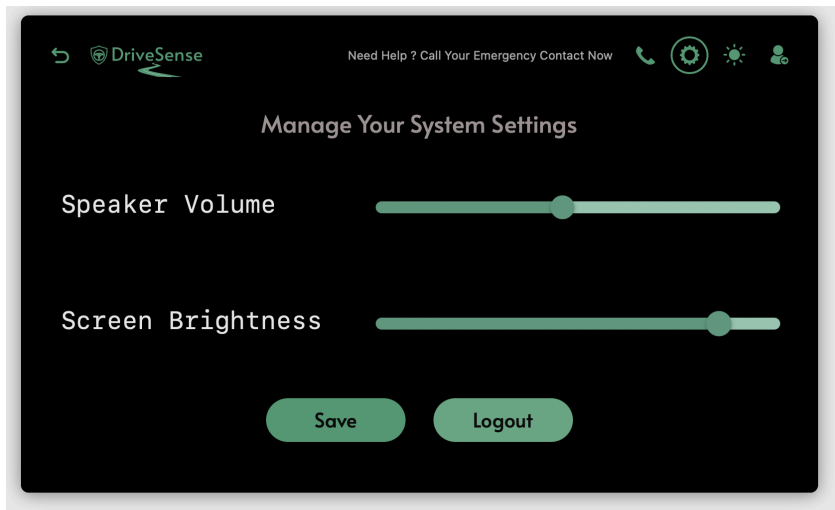 DriveSense
Need Help ? Call Your Emergency Contact Now
Manage Your System Settings
Speaker Volume
Screen Brightness
Save
Logout